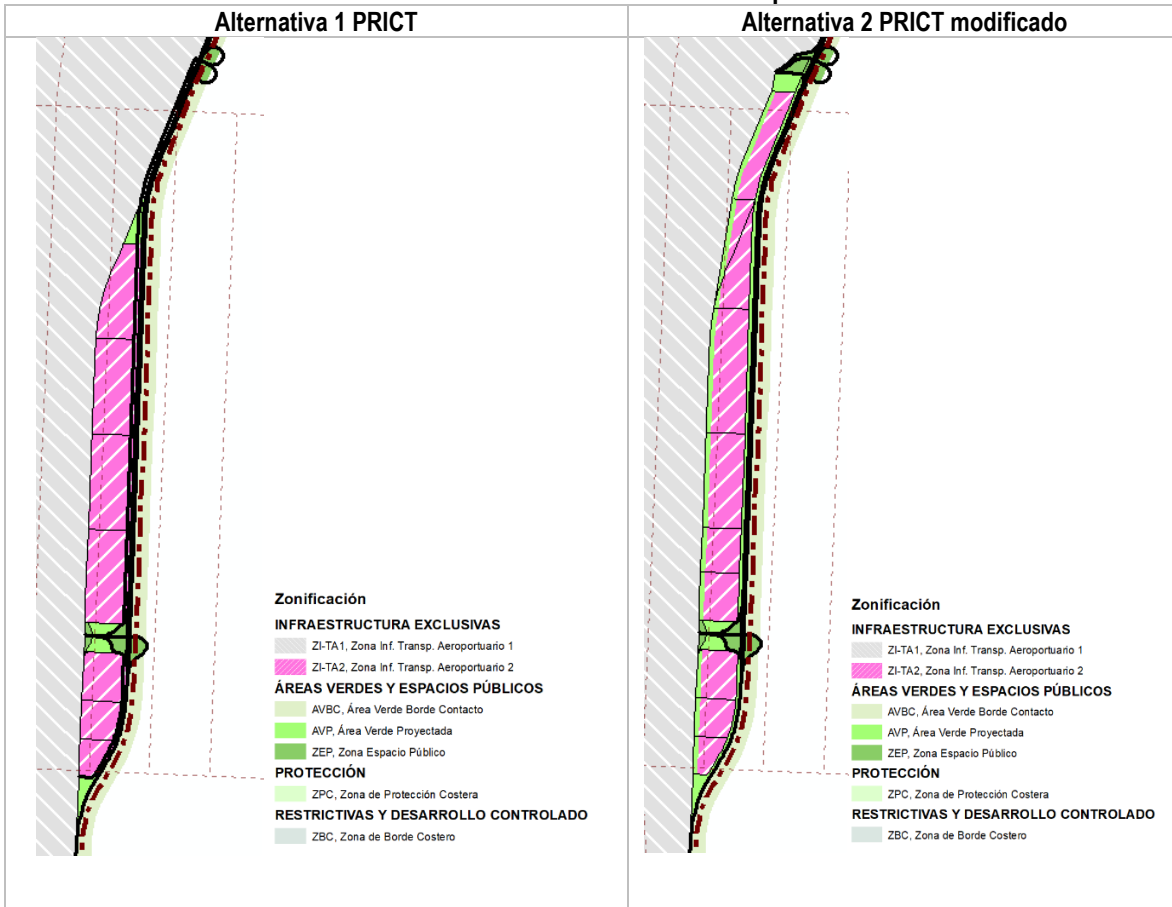 Alternativa 1 PRICT
Alternativa 2 PRICT modificado
Zonificación
INFRAESTRUCTURA EXCLUSIVAS
ZI-TA1, Zona Inf. Transp. Aeroportuario 1
ZI-TA2, Zona Inf. Transp. Aeroportuario 2
ÁREAS VERDES Y ESPACIOS PÚBLICOS
AVBC, Área Verde Borde Contacto
AVP, Área Verde Proyectada
ZEP, Zona Espacio Público
PROTECCIÓN
ZPC, Zona de Protección Costera
RESTRICTIVAS Y DESARROLLO CONTROLADO
ZBC, Zona de Borde Costero
Zonificación
INFRAESTRUCTURA EXCLUSIVAS
ZI-TA1, Zona Inf. Transp. Aeroportuario 1
ZI-TA2, Zona Inf. Transp. Aeroportuario 2
ÁREAS VERDES Y ESPACIOS PÚBLICOS
AVBC, Área Verde Borde Contacto
AVP, Área Verde Proyectada
ZEP, Zona Espacio Público
PROTECCIÓN
ZPC, Zona de Protección Costera
RESTRICTIVAS Y DESARROLLO CONTROLADO
ZBC, Zona de Borde Costero